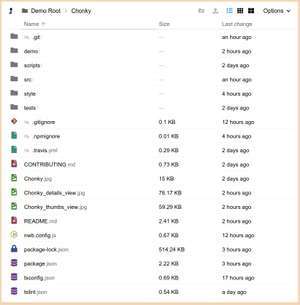 Demo Root › Chonky
Options
Name ↑ Size Last change
.git — an hour ago
demo — 2 hours ago
scripts — 2 days ago
src — an hour ago
style — 4 hours ago
tests — 2 days ago
.gitignore 0.1 KB 12 hours ago
.npmignore 0.01 KB 4 hours ago
.travis.yml 0.29 KB 2 days ago
CONTRIBUTING.md 0.73 KB 2 days ago
Chonky.jpg 15 KB 2 days ago
Chonky_details_view.jpg 76.17 KB 2 hours ago
Chonky_thumbs_view.jpg 59.29 KB 2 hours ago
README.md 2.41 KB 2 hours ago
nwb.config.js 0.67 KB 12 hours ago
package-lock.json 514.24 KB 3 hours ago
package.json 2.22 KB 3 hours ago
tsconfig.json 0.69 KB 17 hours ago
tslint.json 0.54 KB a day ago